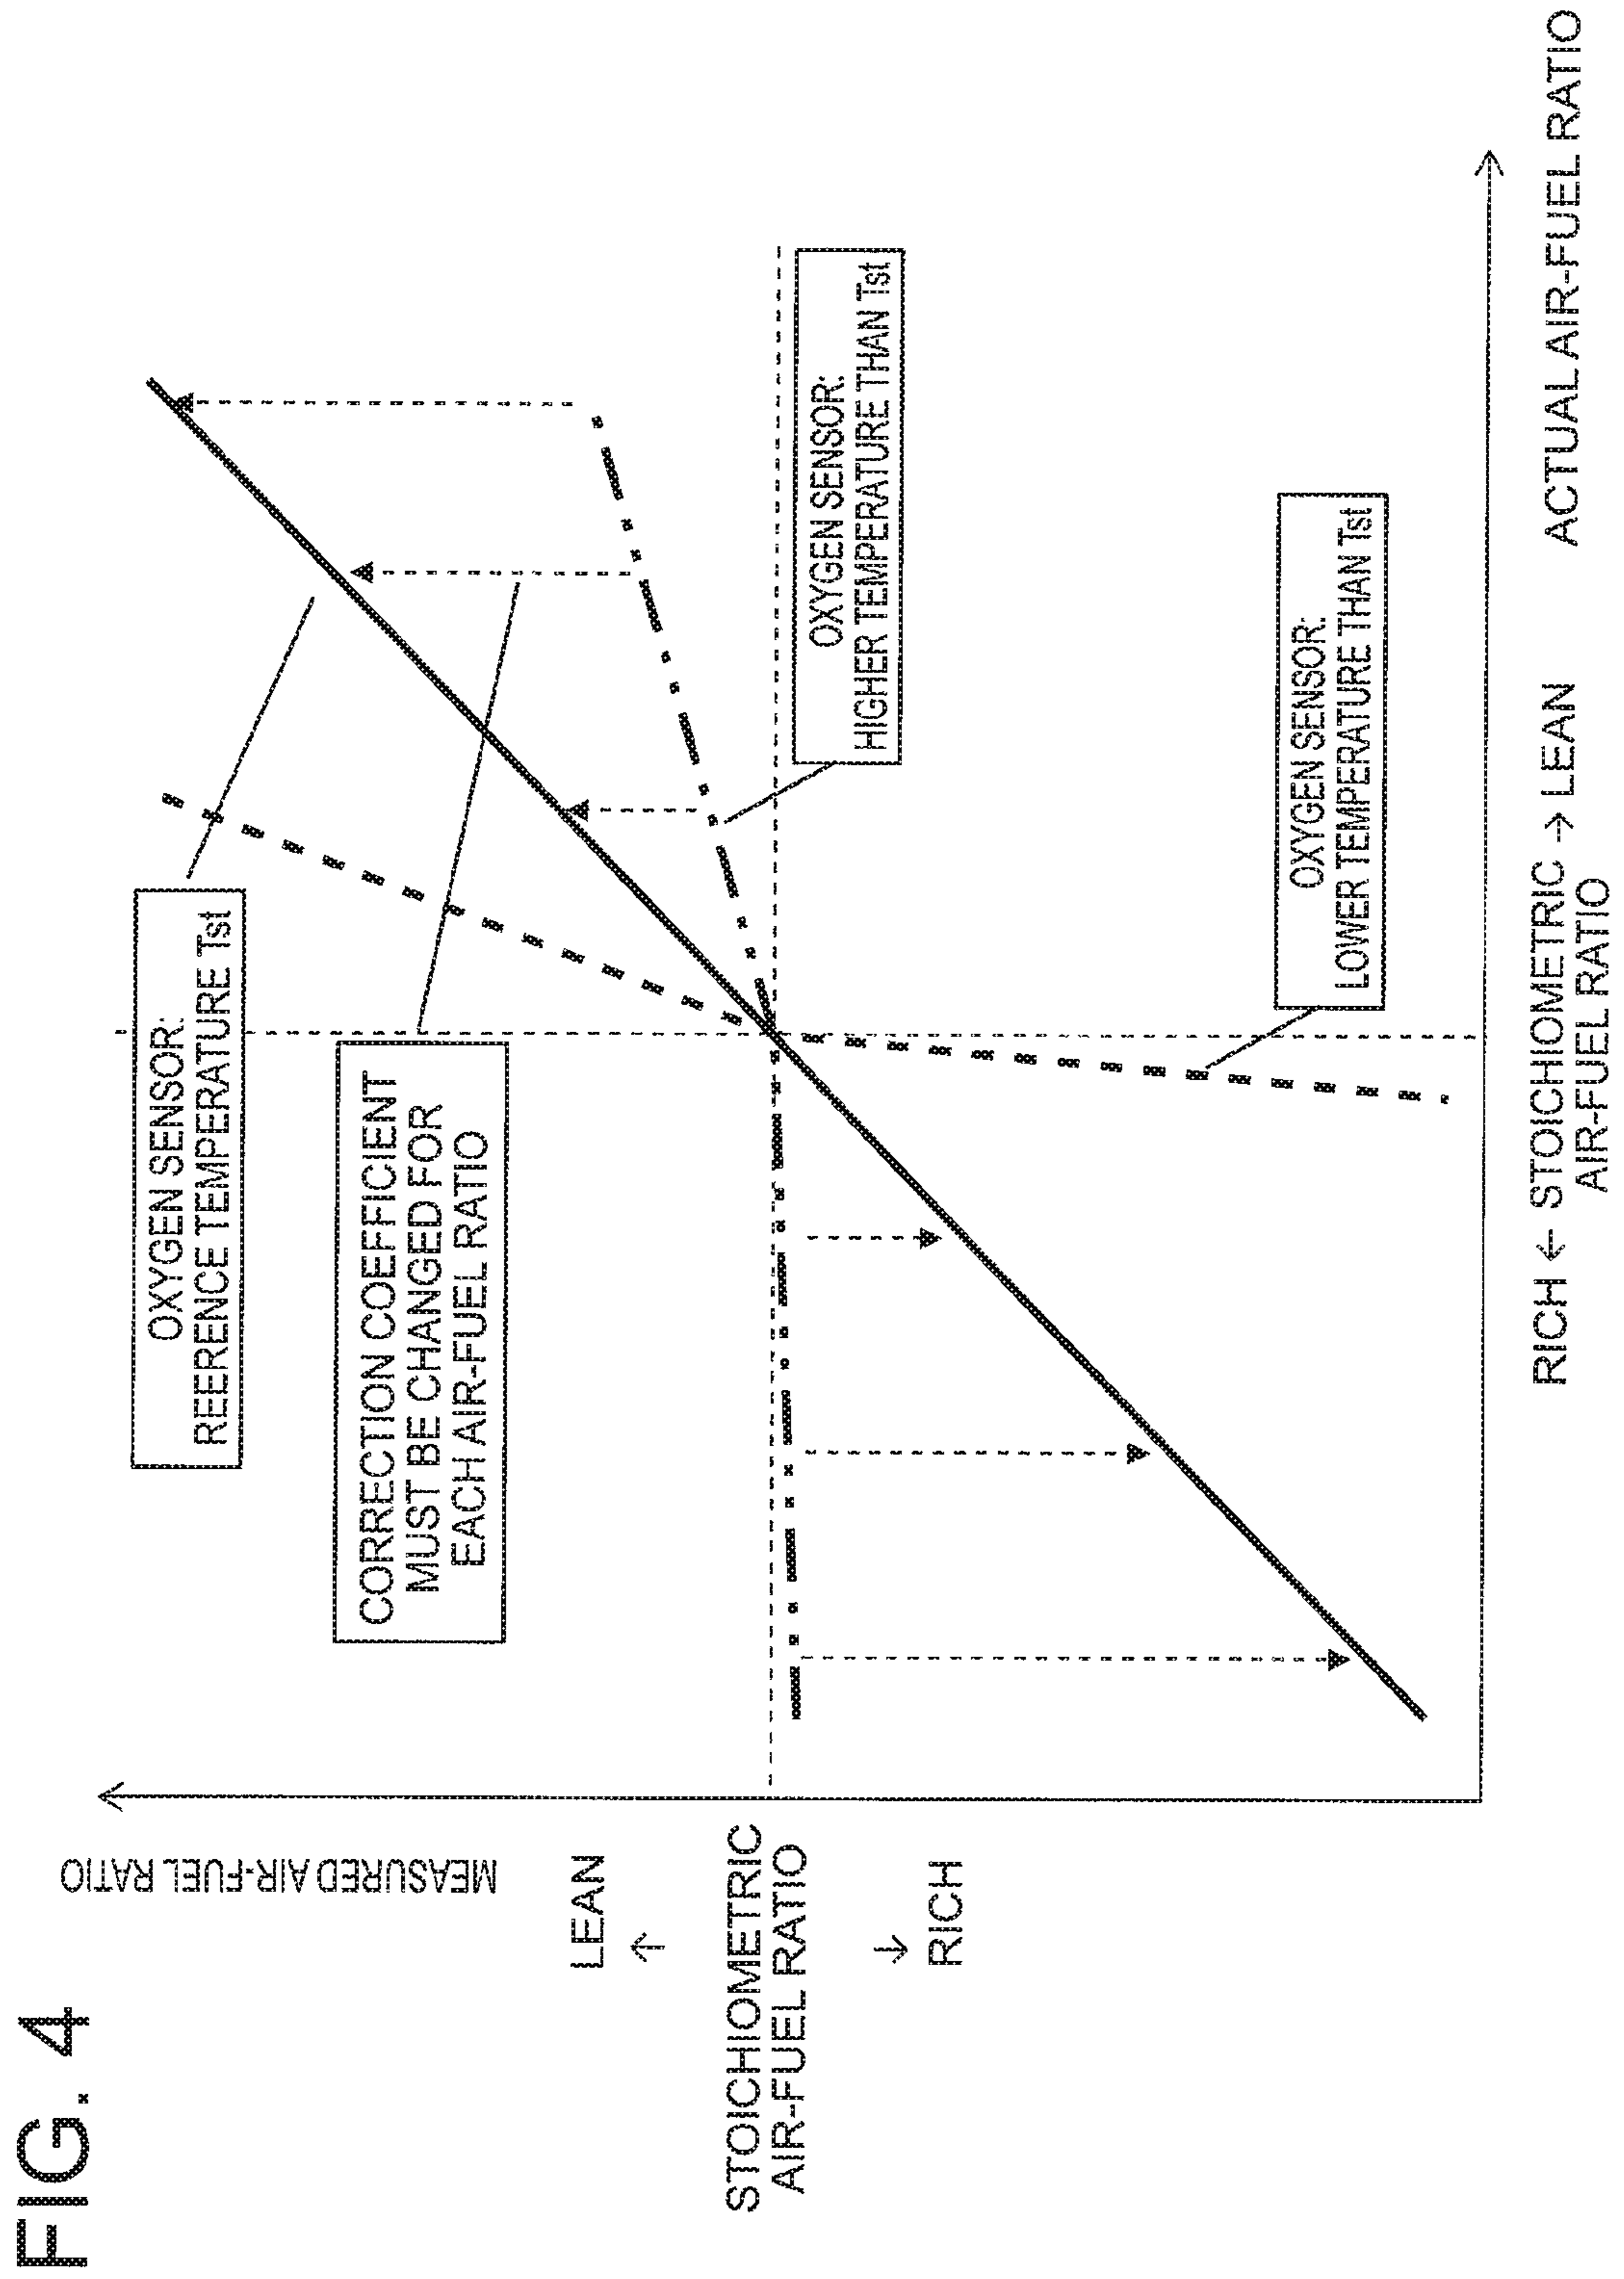 FIG. 4
MEASURED AIR-FUEL RATIO
LEAN
↑
STOICHIOMETRIC
AIR-FUEL RATIO
↓
RICH
OXYGEN SENSOR:
REERENCE TEMPERATURE Tst
CORRECTION COEFFICIENT
MUST BE CHANGED FOR
EACH AIR-FUEL RATIO
OXYGEN SENSOR:
HIGHER TEMPERATURE THAN Tst
OXYGEN SENSOR:
LOWER TEMPERATURE THAN Tst
RICH ← STOICHIOMETRIC → LEAN
AIR-FUEL RATIO
ACTUAL AIR-FUEL RATIO